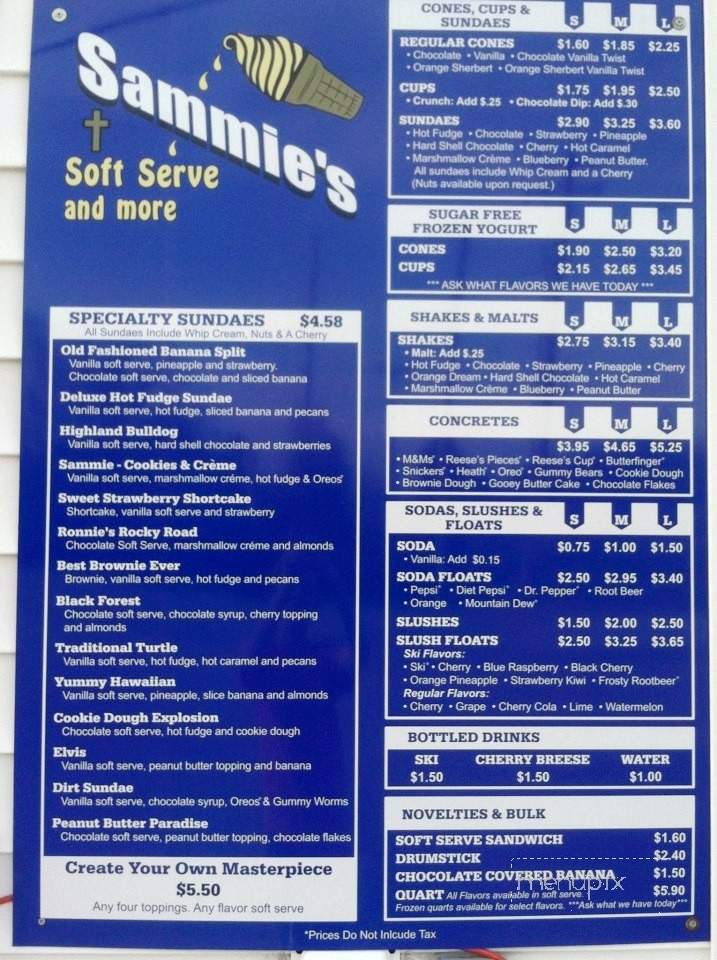 Sammie's
Soft Serve
and more
SPECIALTY SUNDAES $4.58
All Sundaes Include Whip Cream, Nuts & A Cherry
Old Fashioned Banana Split
Vanilla soft serve, pineapple and strawberry.
Chocolate soft serve, chocolate and sliced banana
Deluxe Hot Fudge Sundae
Vanilla soft serve, hot fudge, sliced banana and pecans
Highland Bulldog
Vanilla soft serve, hard shell chocolate and strawberries
Sammie - Cookies & Crème
Vanilla soft serve, marshmallow créme, hot fudge & Oreos®
Sweet Strawberry Shortcake
Shortcake, vanilla soft serve and strawberry
Ronnie's Rocky Road
Chocolate Soft Serve, marshmallow créme and almonds
Best Brownie Ever
Brownie, vanilla soft serve, hot fudge and pecans
Black Forest
Chocolate soft serve, chocolate syrup, cherry topping
and almonds
Traditional Turtle
Vanilla soft serve, hot fudge, hot caramel and pecans
Yummy Hawaiian
Vanilla soft serve, pineapple, slice banana and almonds
Cookie Dough Explosion
Chocolate soft serve, hot fudge and cookie dough
Elvis
Vanilla soft serve, peanut butter topping and banana
Dirt Sundae
Vanilla soft serve, chocolate syrup, Oreos® & Gummy Worms
Peanut Butter Paradise
Chocolate soft serve, peanut butter topping, chocolate flakes
Create Your Own Masterpiece
$5.50
Any four toppings. Any flavor soft serve
CONES, CUPS &
SUNDAES S M L
REGULAR CONES $1.60 $1.85 $2.25
• Chocolate • Vanilla • Chocolate Vanilla Twist
• Orange Sherbert • Orange Sherbert Vanilla Twist
CUPS $1.75 $1.95 $2.50
• Crunch: Add $.25 • Chocolate Dip: Add $.30
SUNDAES $2.90 $3.25 $3.60
• Hot Fudge • Chocolate • Strawberry • Pineapple
• Hard Shell Chocolate • Cherry • Hot Caramel
• Marshmallow Crème • Blueberry • Peanut Butter.
All sundaes include Whip Cream and a Cherry
(Nuts available upon request.)
SUGAR FREE
FROZEN YOGURT S M L
CONES $1.90 $2.50 $3.20
CUPS $2.15 $2.65 $3.45
*** ASK WHAT FLAVORS WE HAVE TODAY ***
SHAKES & MALTS S M L
SHAKES $2.75 $3.15 $3.40
• Malt: Add $.25
• Hot Fudge • Chocolate • Strawberry • Pineapple • Cherry
• Orange Dream • Hard Shell Chocolate • Hot Caramel
• Marshmallow Créme • Blueberry • Peanut Butter
CONCRETES S M L
$3.95 $4.65 $5.25
• M&Ms® • Reese's Pieces® • Reese's Cup® • Butterfinger®
• Snickers® • Heath® • Oreo® • Gummy Bears • Cookie Dough
• Brownie Dough • Gooey Butter Cake • Chocolate Flakes
SODAS, SLUSHES &
FLOATS S M L
SODA $0.75 $1.00 $1.50
• Vanilla: Add $0.15
SODA FLOATS $2.50 $2.95 $3.40
• Pepsi® • Diet Pepsi® • Dr. Pepper® • Root Beer
• Orange • Mountain Dew®
SLUSHES $1.50 $2.00 $2.50
SLUSH FLOATS $2.50 $3.25 $3.65
Ski Flavors:
• Ski® • Cherry • Blue Raspberry • Black Cherry
• Orange Pineapple • Strawberry Kiwi • Frosty Rootbeer®
Regular Flavors:
• Cherry • Grape • Cherry Cola • Lime • Watermelon
BOTTLED DRINKS
SKI CHERRY BREESE WATER
$1.50 $1.50 $1.00
NOVELTIES & BULK
SOFT SERVE SANDWICH $1.60
DRUMSTICK $2.40
CHOCOLATE COVERED BANANA $1.50
QUART All Flavors available in soft serve. $5.90
Frozen quarts available for select flavors. ***Ask what we have today***
menupix
*Prices Do Not Inlcude Tax